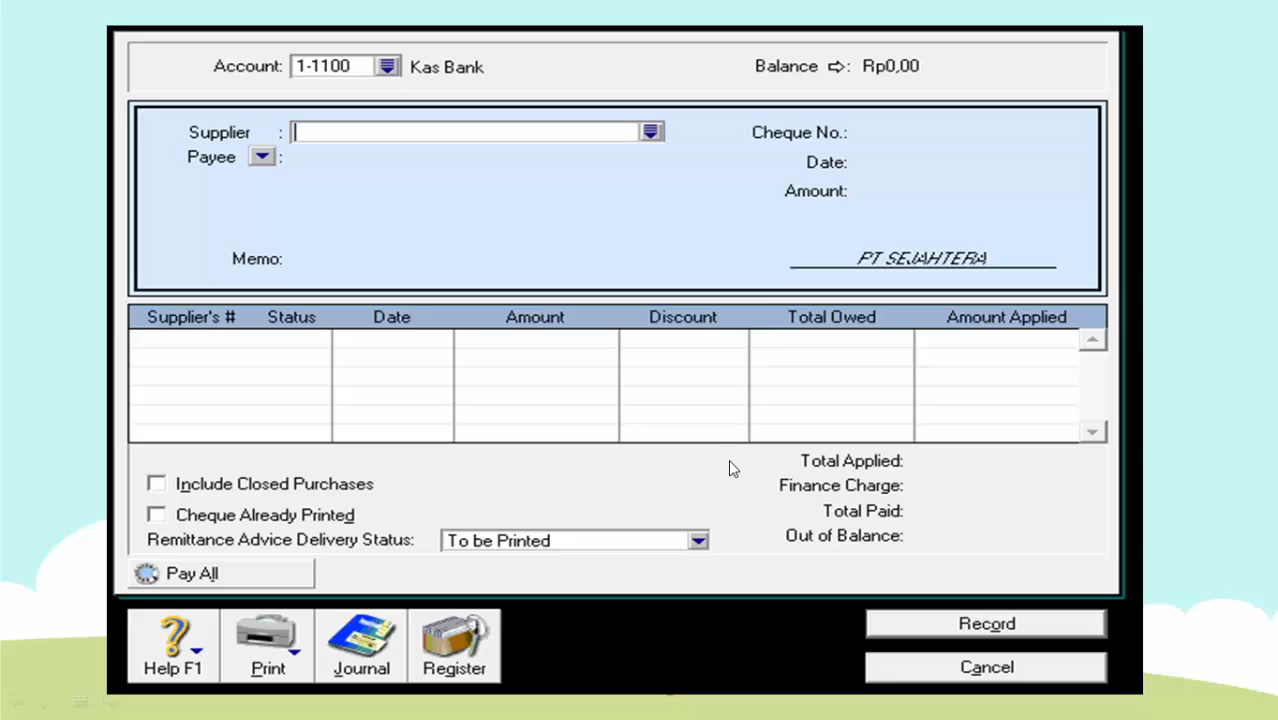 Account: 1-1100 Kas Bank Balance ⇨: Rp0,00
Supplier : Cheque No.:
Payee :
Date:
Amount:
Memo: PT SEJAHTERA
Supplier's # Status Date Amount Discount Total Owed Amount Applied
Total Applied:
Include Closed Purchases Finance Charge:
Cheque Already Printed Total Paid:
Remittance Advice Delivery Status: To be Printed Out of Balance:
Pay All
Help F1 Print Journal Register
Record
Cancel